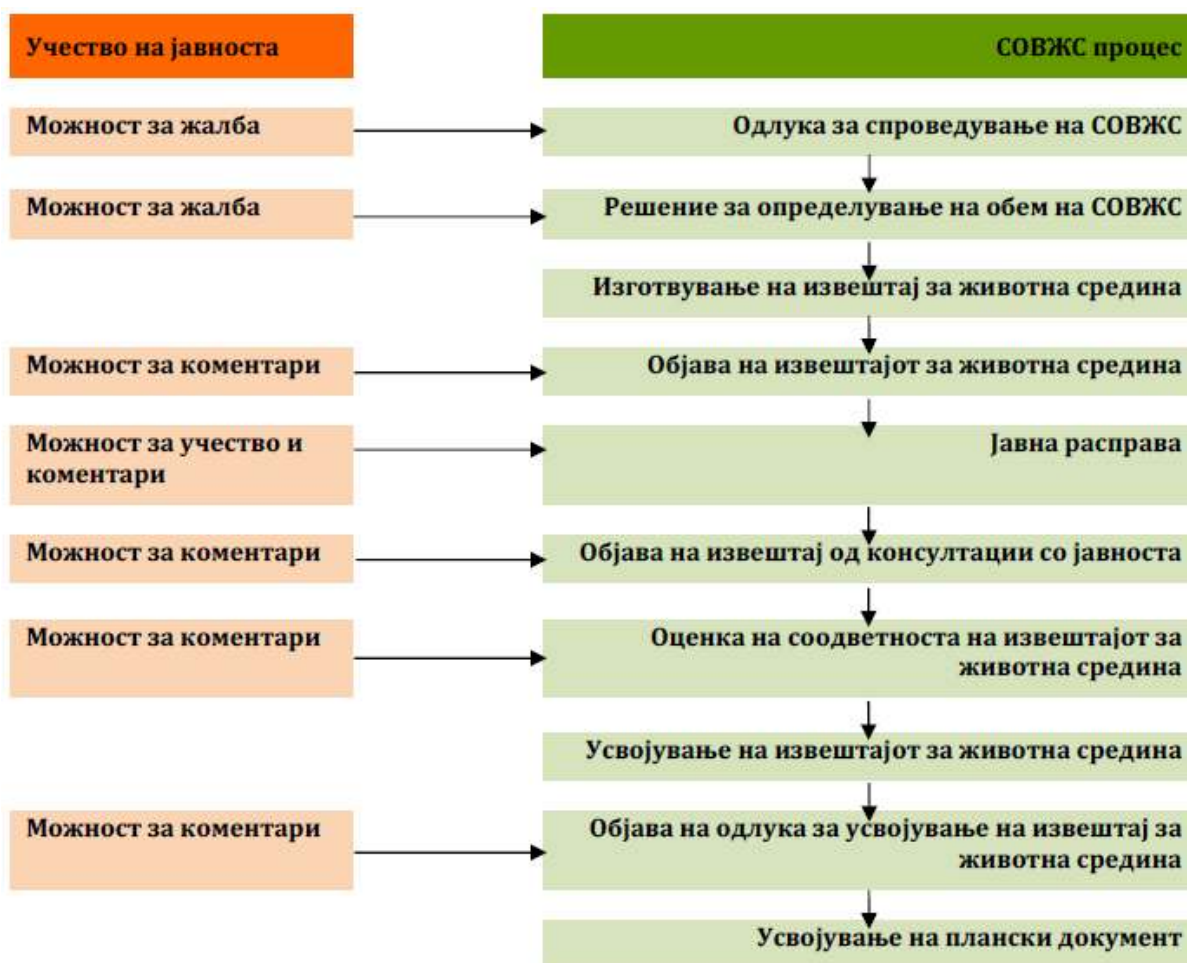 Учество на јавноста
СОВЖС процес
Можност за жалба
Одлука за спроведување на СОВЖС
Можност за жалба
Решение за определување на обем на СОВЖС
Изготвување на извештај за животна средина
Можност за коментари
Објава на извештајот за животна средина
Можност за учество и
коментари
Јавна расправа
Можност за коментари
Објава на извештај од консултации со јавноста
Можност за коментари
Оценка на соодветноста на извештајот за
животна средина
Усвојување на извештајот за животна средина
Можност за коментари
Објава на одлука за усвојување на извештај за
животна средина
Усвојување на плански документ